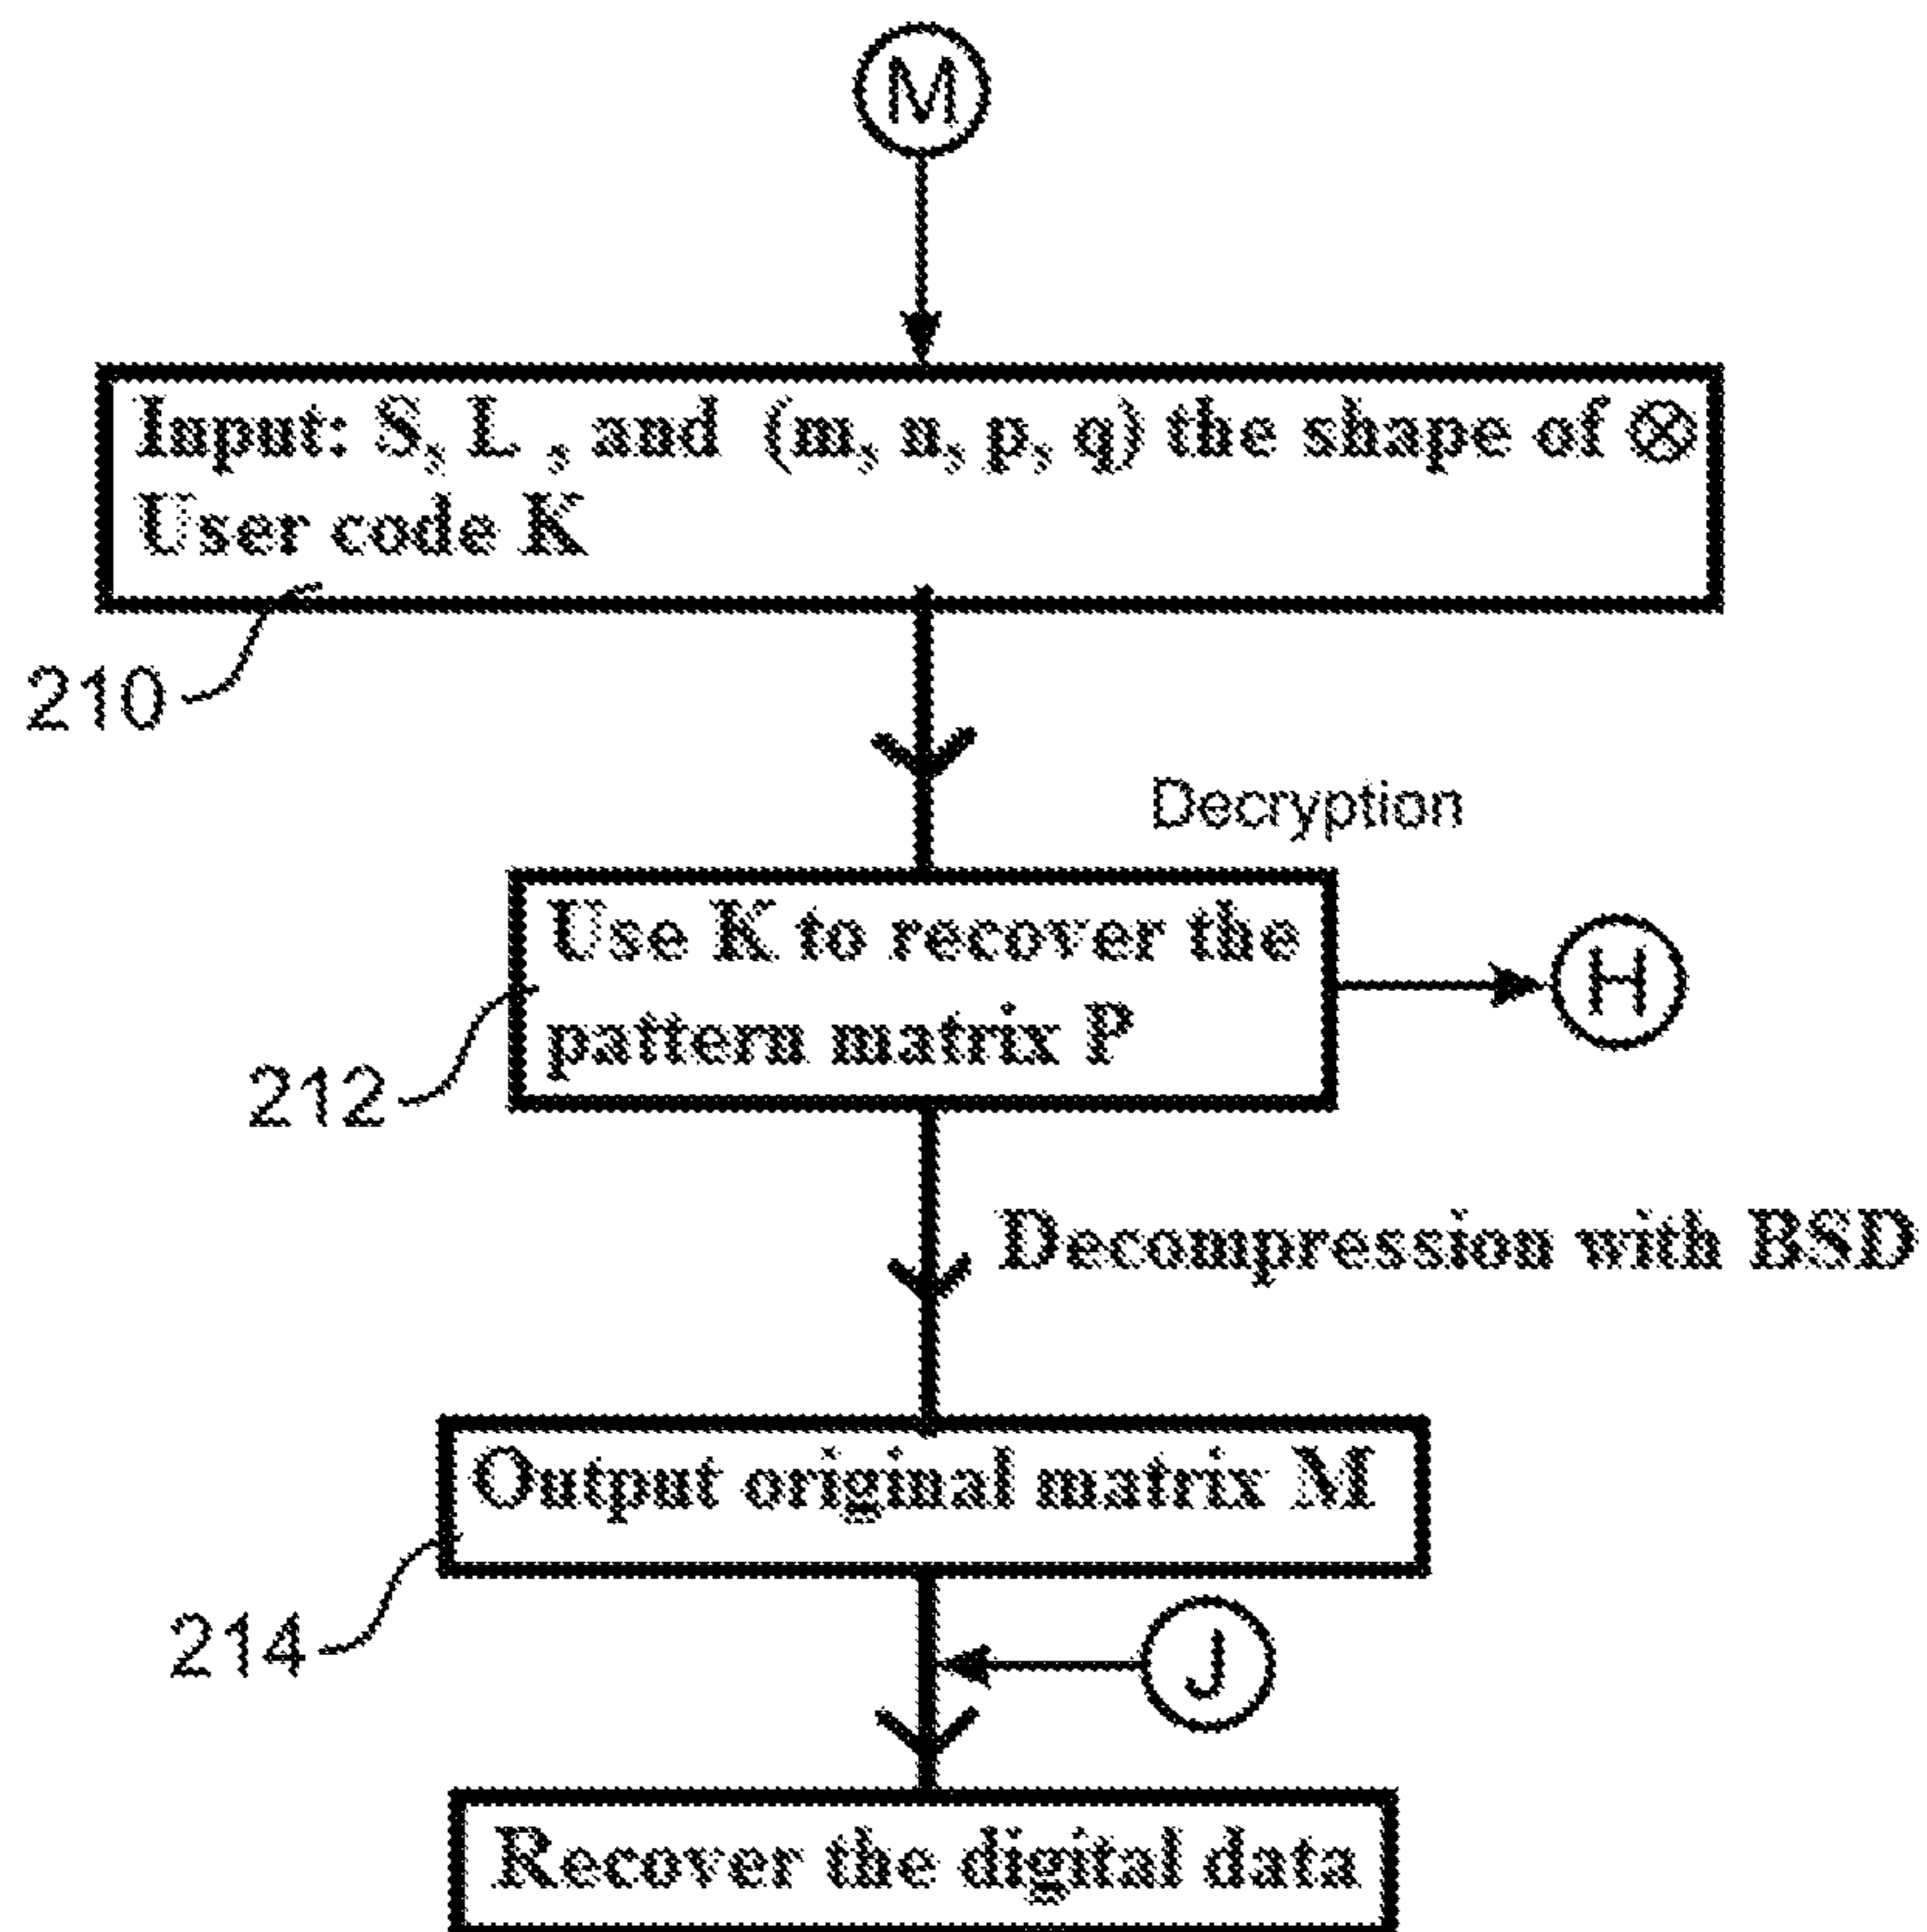 M
Input: S, L , and (m, n, p, q) the shape of ⊗
User code K
210
Decryption
Use K to recover the
pattern matrix P
H
212
Decompression with BSD
Output original matrix M
214
J
Recover the digital data